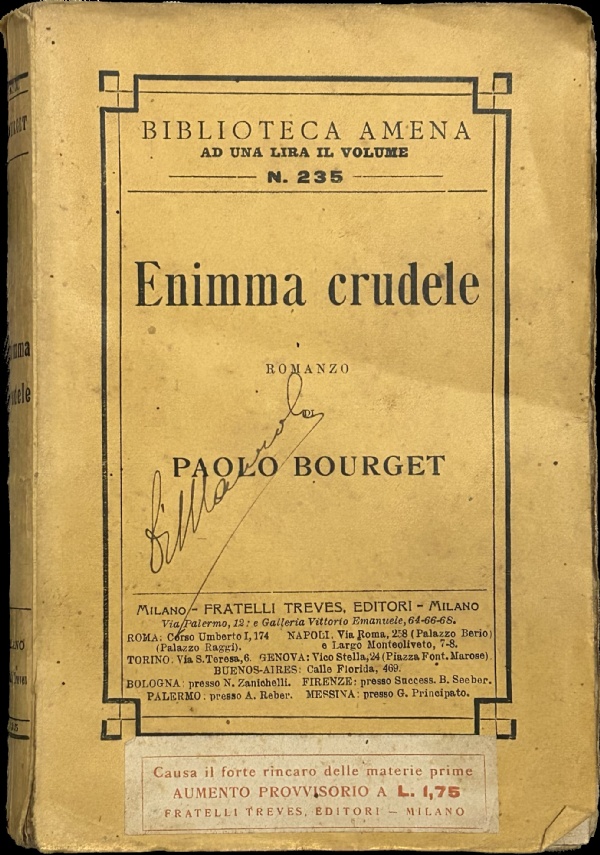 BIBLIOTECA AMENA
AD UNA LIRA IL VOLUME
N. 235
Enimma crudele
ROMANZO
DI
PAOLO BOURGET
MILANO - FRATELLI TREVES, EDITORI - MILANO
Via Palermo, 12; e Galleria Vittorio Emanuele, 64-66-68.
ROMA: Corso Umberto I, 174 NAPOLI, Via Roma, 258 (Palazzo Berio)
(Palazzo Raggi). e Largo Monteoliveto, 7-8.
TORINO: Via S. Teresa, 6. GENOVA: Vico Stella, 24 (Piazza Font. Marose)
BUENOS-AIRES: Calle Florida, 469.
BOLOGNA: presso N. Zanichelli. FIRENZE: presso Success. B. Seeber.
PALERMO: presso A. Reber. MESSINA: presso G. Principato.
Causa il forte rincaro delle materie prime
AUMENTO PROVVISORIO A L. 1,75
FRATELLI TREVES, EDITORI — MILANO